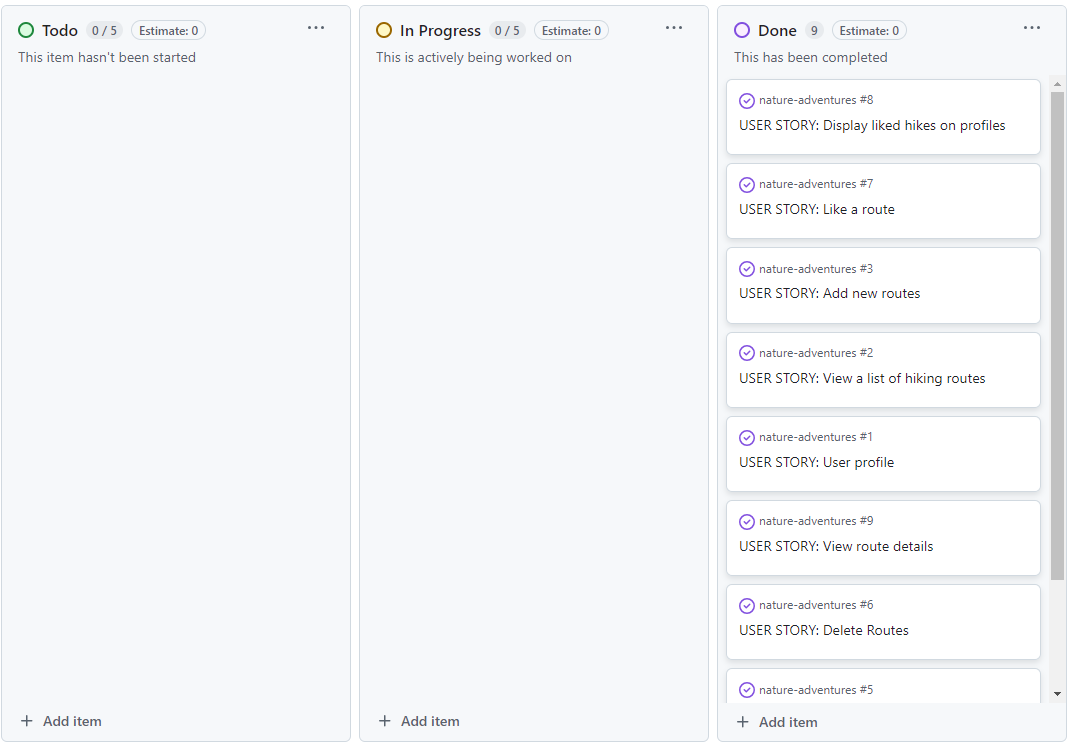 Todo 0 / 5 Estimate: 0
This item hasn't been started
+ Add item
In Progress 0 / 5 Estimate: 0
This is actively being worked on
+ Add item
Done 9 Estimate: 0
This has been completed
nature-adventures #8
USER STORY: Display liked hikes on profiles
nature-adventures #7
USER STORY: Like a route
nature-adventures #3
USER STORY: Add new routes
nature-adventures #2
USER STORY: View a list of hiking routes
nature-adventures #1
USER STORY: User profile
nature-adventures #9
USER STORY: View route details
nature-adventures #6
USER STORY: Delete Routes
nature-adventures #5
+ Add item